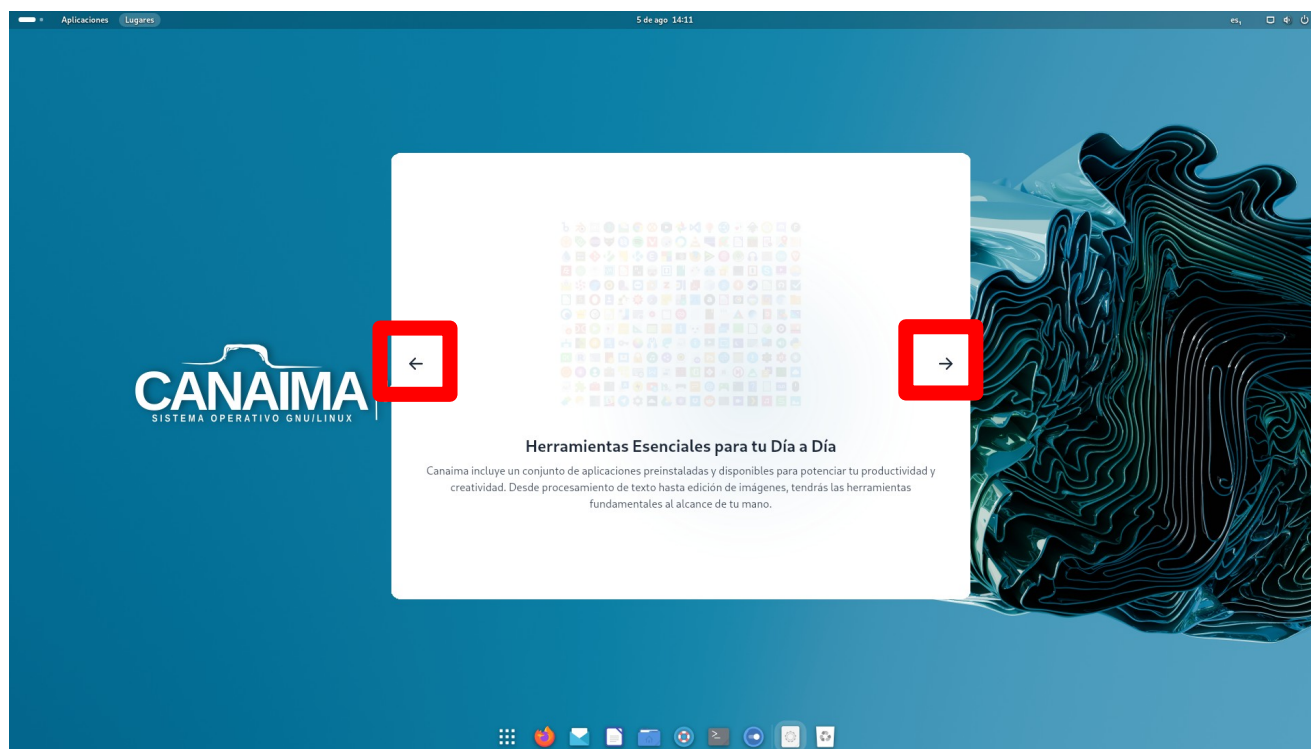 Aplicaciones Lugares 5 de ago 14:11 es₁
CANAIMA
SISTEMA OPERATIVO GNU/LINUX
Herramientas Esenciales para tu Día a Día
Canaima incluye un conjunto de aplicaciones preinstaladas y disponibles para potenciar tu productividad y
creatividad. Desde procesamiento de texto hasta edición de imágenes, tendrás las herramientas
fundamentales al alcance de tu mano.